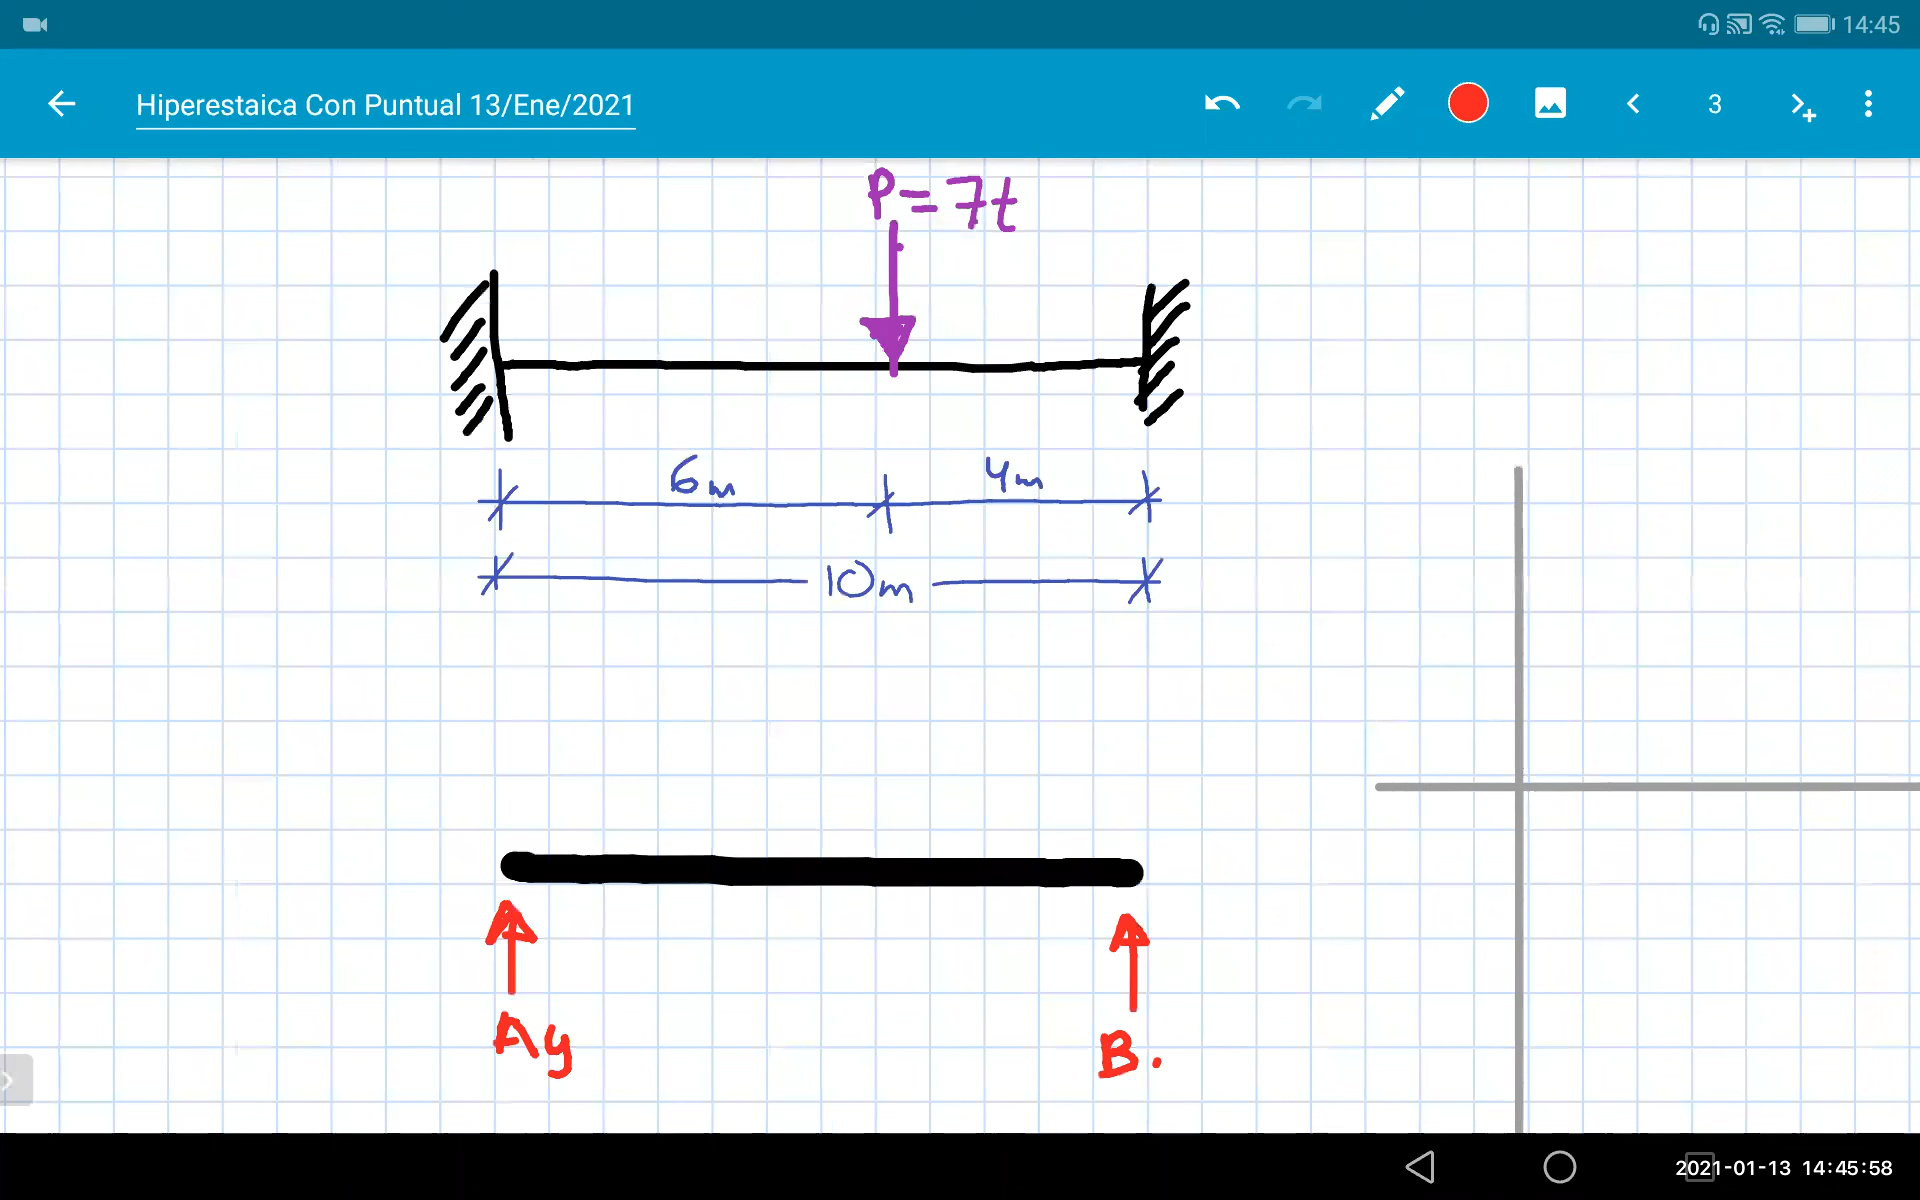 14:45
Hiperestaica Con Puntual 13/Ene/2021
3
P=7t
6m
4m
10m
Ay
B.
2021-01-13 14:45:58